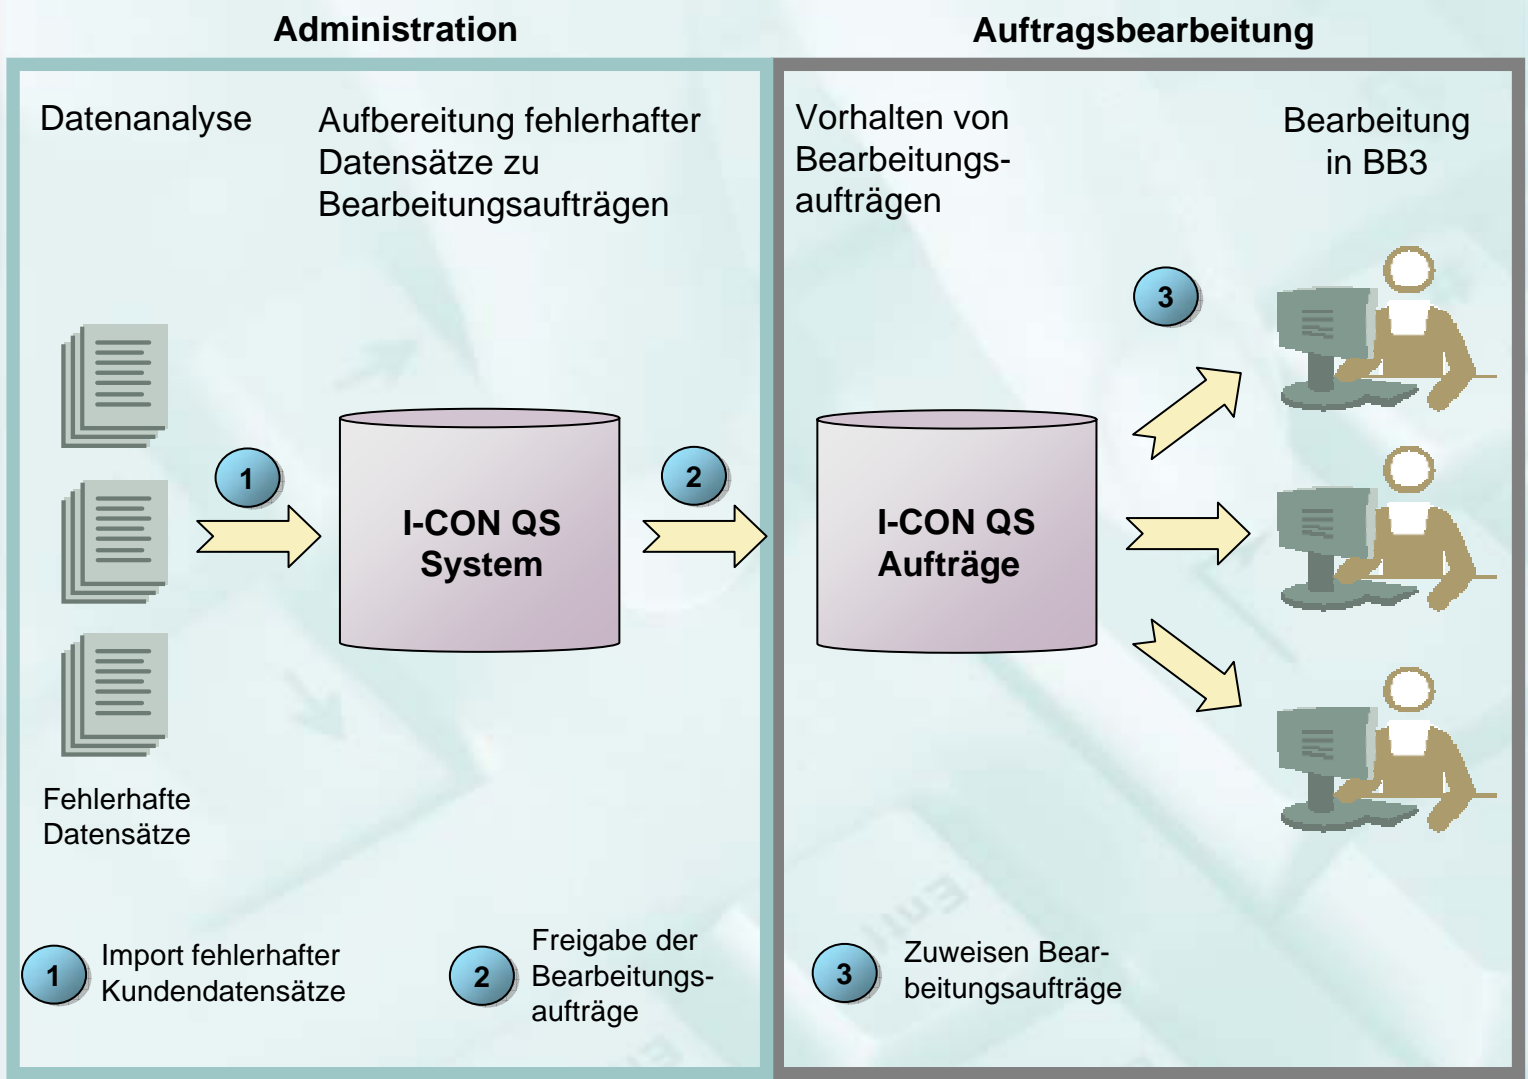 Administration
Auftragsbearbeitung
Datenanalyse
Aufbereitung fehlerhafter
Datensätze zu
Bearbeitungsaufträgen
Vorhalten von
Bearbeitungs-
aufträgen
Bearbeitung
in BB3
3
1
2
I-CON QS
System
I-CON QS
Aufträge
Fehlerhafte
Datensätze
1
Import fehlerhafter
Kundendatensätze
2
Freigabe der
Bearbeitungs-
aufträge
3
Zuweisen Bear-
beitungsaufträge